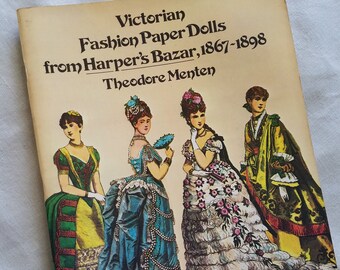 Victorian
Fashion Paper Dolls
from Harper's Bazar, 1867-1898
Theodore Menten